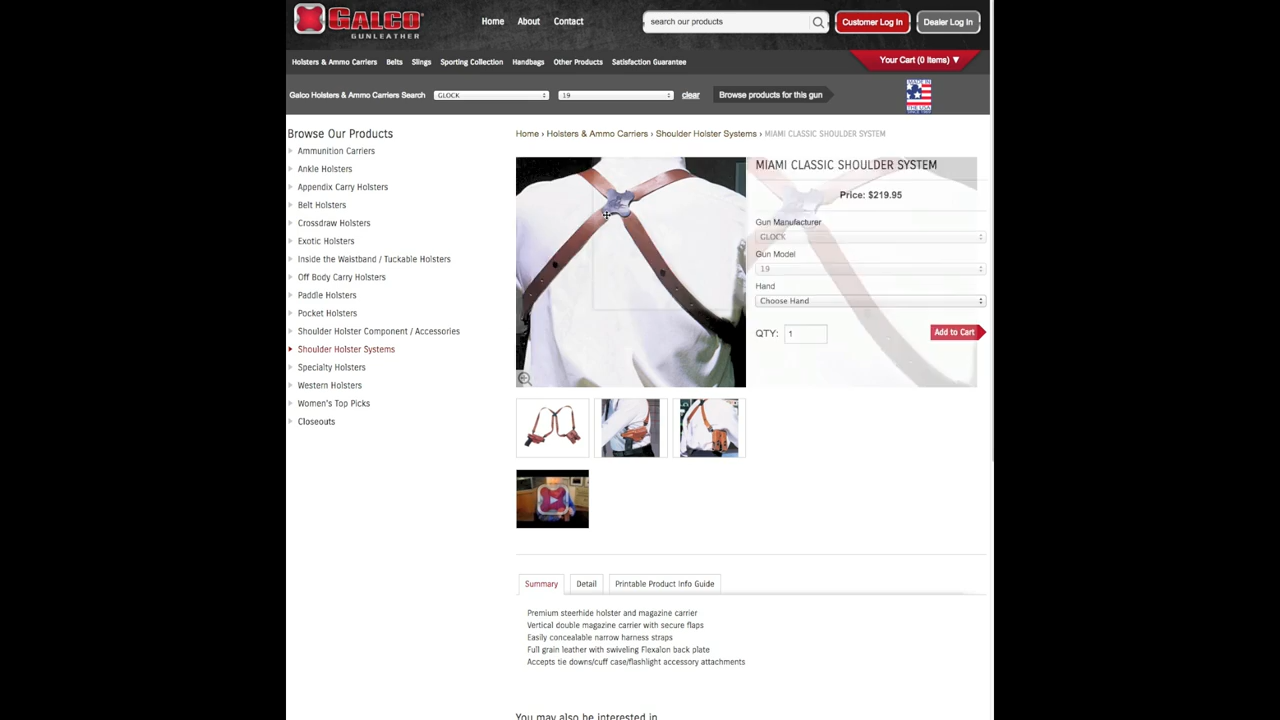 GALCO
GUNLEATHER
Home About Contact
search our products
Customer Log In
Dealer Log In
Holsters & Ammo Carriers Belts Slings Sporting Collection Handbags Other Products Satisfaction Guarantee
Your Cart (0 Items) ▼
Galco Holsters & Ammo Carriers Search GLOCK 19 clear Browse products for this gun
MADE IN
THE USA
Browse Our Products
Ammunition Carriers
Ankle Holsters
Appendix Carry Holsters
Belt Holsters
Crossdraw Holsters
Exotic Holsters
Inside the Waistband / Tuckable Holsters
Off Body Carry Holsters
Paddle Holsters
Pocket Holsters
Shoulder Holster Component / Accessories
Shoulder Holster Systems
Specialty Holsters
Western Holsters
Women's Top Picks
Closeouts
Home › Holsters & Ammo Carriers › Shoulder Holster Systems › MIAMI CLASSIC SHOULDER SYSTEM
MIAMI CLASSIC SHOULDER SYSTEM
Price: $219.95
Gun Manufacturer
GLOCK
Gun Model
19
Hand
Choose Hand
QTY: 1
Add to Cart
Summary Detail Printable Product Info Guide
Premium steerhide holster and magazine carrier
Vertical double magazine carrier with secure flaps
Easily concealable narrow harness straps
Full grain leather with swiveling Flexalon back plate
Accepts tie downs/cuff case/flashlight accessory attachments
You may also be interested in